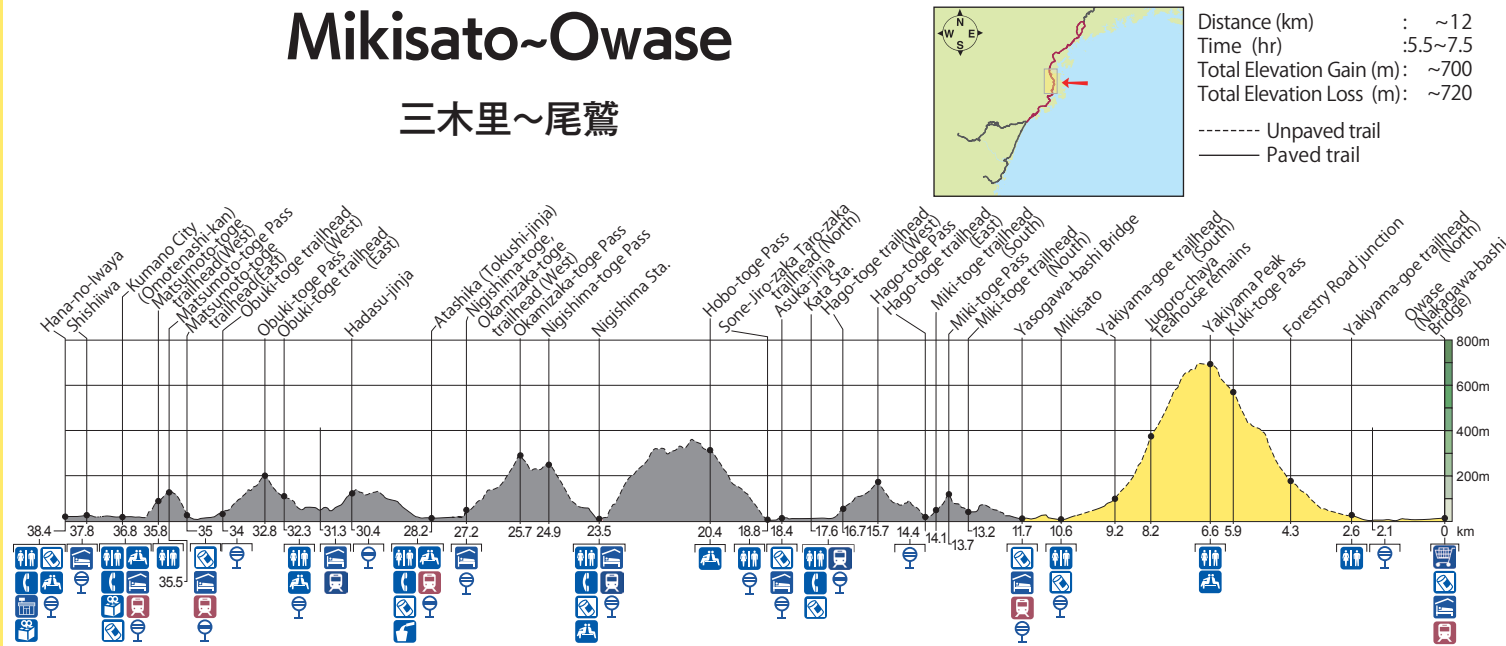 Mikisato~Owase
三木里〜尾鷲
N
W E
S
Distance (km) : ~12
Time (hr) :5.5~7.5
Total Elevation Gain (m): ~700
Total Elevation Loss (m): ~720
Unpaved trail
Paved trail
Hana-no-Iwaya
Shishiiwa
Kumano City
(Omotenashi-kan)
Matsumoto-toge
trailhead(West)
Matsumoto-toge Pass
Matsumoto-toge
trailhead(East)
Obuki-toge trailhead
(West)
Obuki-toge Pass
Obuki-toge trailhead
(East)
Hadasu-jinja
Atashika (Tokushi-jinja)
Nigishima-toge,
Okamizaka-toge
trailhead (West)
Okamizaka-toge Pass
Nigishima-toge Pass
Nigishima Sta.
Hobo-toge Pass
Sone-Jiro-zaka Taro-zaka
trailhead (North)
Asuka-jinja
Kata Sta.
Hago-toge trailhead
(West)
Hago-toge Pass
Hago-toge trailhead
(East)
Miki-toge trailhead
(South)
Miki-toge Pass
Miki-toge trailhead
(North)
Yasogawa-bashi Bridge
Mikisato
Yakiyama-goe trailhead
(South)
Jugoro-chaya
Teahouse remains
Yakiyama Peak
Kuki-toge Pass
Forestry Road Junction
Yakiyama-goe trailhead
(North)
Owase
(Nakagawa-bashi
Bridge)
800m
600m
400m
200m
38.4 37.8 36.8 35.8 35 34 32.8 32.3 31.3 30.4 28.2 27.2 25.7 24.9 23.5 20.4 18.8 18.4 17.6 16.7 15.7 14.4 14.1 13.7 13.2 11.7 10.6 9.2 8.2 6.6 5.9 4.3 2.6 2.1 0 km
35.5